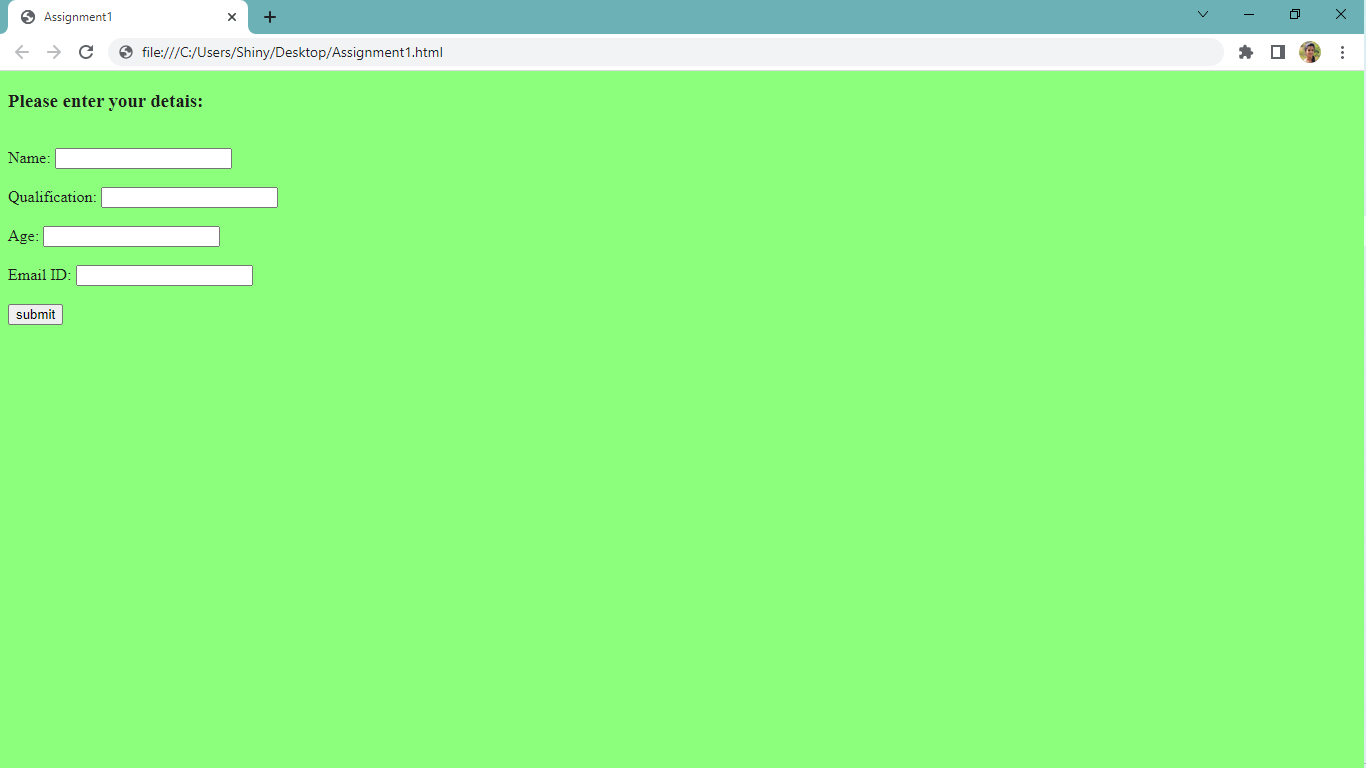 Assignment1
file:///C:/Users/Shiny/Desktop/Assignment1.html
Please enter your detais:
Name:
Qualification:
Age:
Email ID:
submit